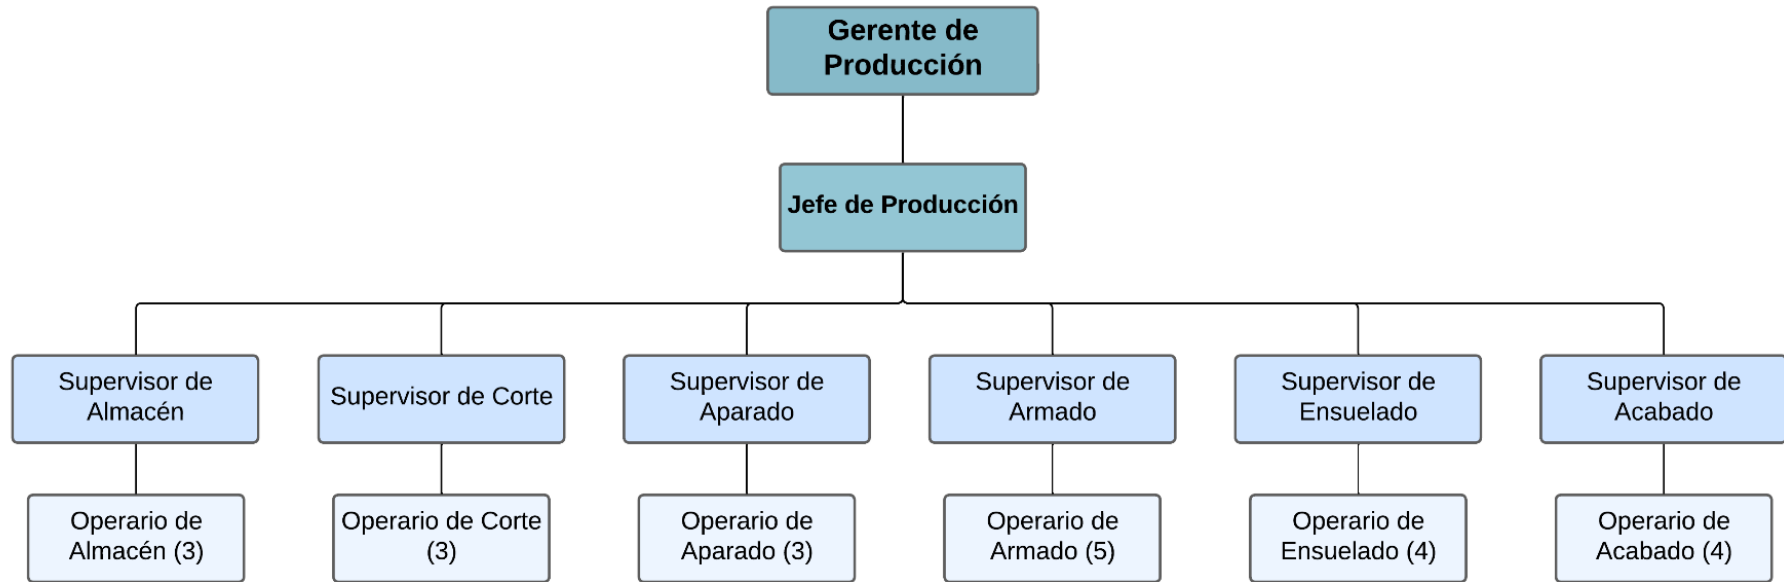 Gerente de
Producción
Jefe de Producción
Supervisor de
Almacén
Supervisor de Corte
Supervisor de
Aparado
Supervisor de
Armado
Supervisor de
Ensuelado
Supervisor de
Acabado
Operario de
Almacén (3)
Operario de Corte
(3)
Operario de
Aparado (3)
Operario de
Armado (5)
Operario de
Ensuelado (4)
Operario de
Acabado (4)